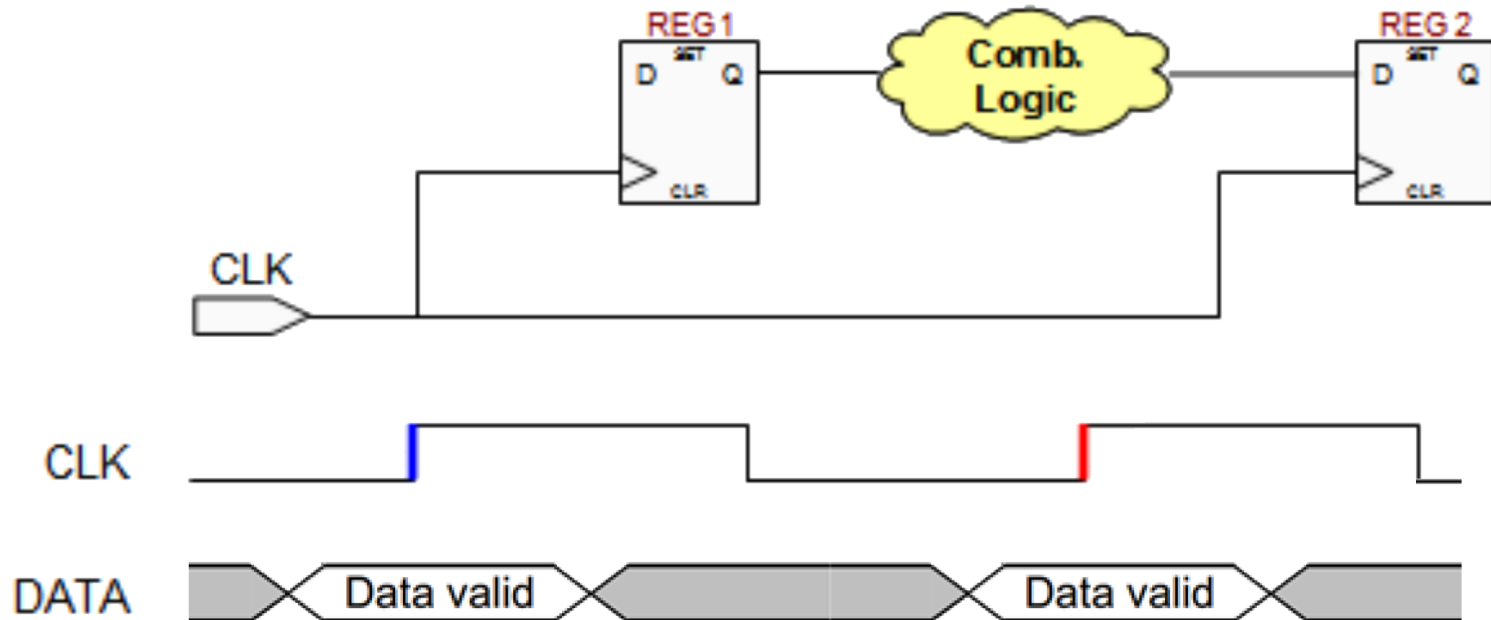 REG1
REG2
SET
SET
D
Q
Comb.
Logic
D
Q
CLR
CLR
CLK
CLK
DATA
Data valid
Data valid